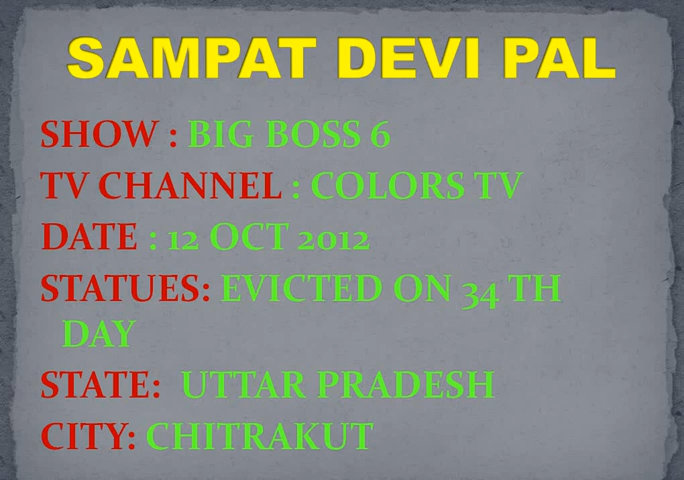 SAMPAT DEVI PAL
SHOW : BIG BOSS 6
TV CHANNEL : COLORS TV
DATE : 12 OCT 2012
STATUES: EVICTED ON 34 TH
DAY
STATE: UTTAR PRADESH
CITY: CHITRAKUT